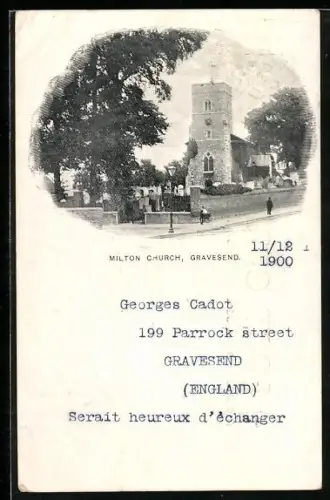 MILTON CHURCH, GRAVESEND.
11/12
1900
Georges Cadot
199 Parrock street
GRAVESEND
(ENGLAND)
Serait heureux d'échanger